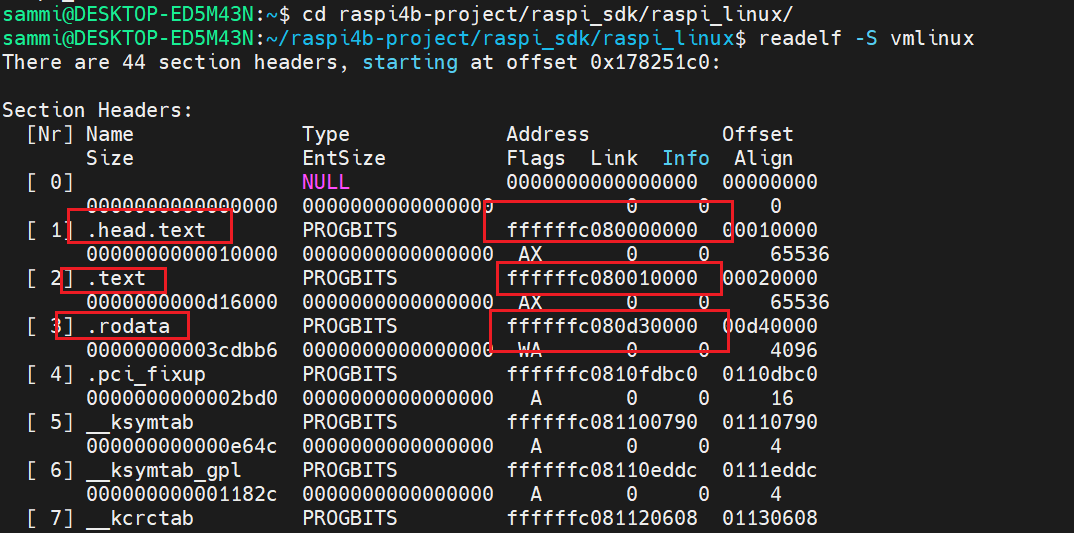 sammi@DESKTOP-ED5M43N:~$ cd raspi4b-project/raspi_sdk/raspi_linux/
sammi@DESKTOP-ED5M43N:~/raspi4b-project/raspi_sdk/raspi_linux$ readelf -S vmlinux
There are 44 section headers, starting at offset 0x178251c0:

Section Headers:
  [Nr] Name              Type             Address           Offset
       Size              EntSize          Flags  Link  Info  Align
  [ 0]                   NULL             0000000000000000  00000000
       0000000000000000  0000000000000000           0     0     0
  [ 1] .head.text        PROGBITS         ffffffc080000000  00010000
       0000000000010000  0000000000000000  AX       0     0     65536
  [ 2] .text             PROGBITS         ffffffc080010000  00020000
       0000000000d16000  0000000000000000  AX       0     0     65536
  [ 3] .rodata           PROGBITS         ffffffc080d30000  00d40000
       00000000003cdbb6  0000000000000000  WA       0     0     4096
  [ 4] .pci_fixup        PROGBITS         ffffffc0810fdbc0  0110dbc0
       0000000000002bd0  0000000000000000   A       0     0     16
  [ 5] __ksymtab         PROGBITS         ffffffc081100790  01110790
       000000000000e64c  0000000000000000   A       0     0     4
  [ 6] __ksymtab_gpl     PROGBITS         ffffffc08110eddc  0111eddc
       000000000001182c  0000000000000000   A       0     0     4
  [ 7] __kcrctab         PROGBITS         ffffffc081120608  01130608